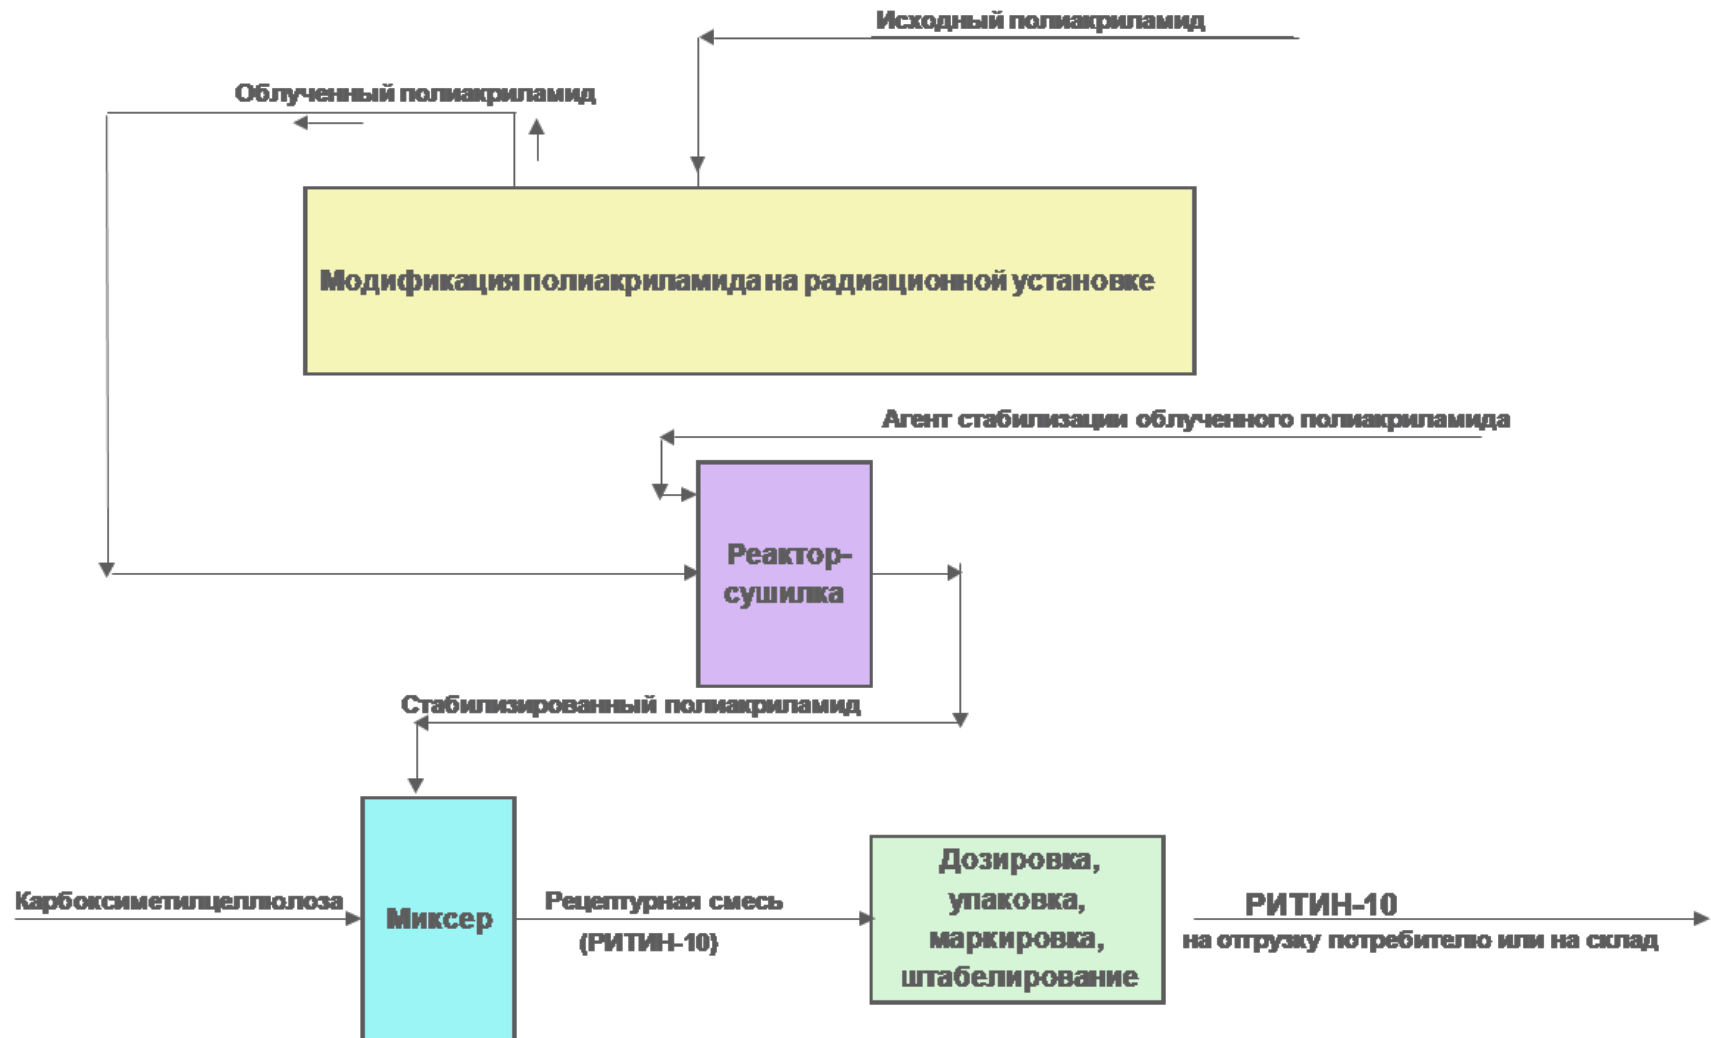 Исходный полиакриламид
Облученный полиакриламид
Модификация полиакриламида на радиационной установке
Агент стабилизации облученного полиакриламида
Реактор-
сушилка
Стабилизированный полиакриламид
Карбоксиметилцеллюлоза
Миксер
Рецептурная смесь
(РИТИН-10)
Дозировка,
упаковка,
маркировка,
штабелирование
РИТИН-10
на отгрузку потребителю или на склад